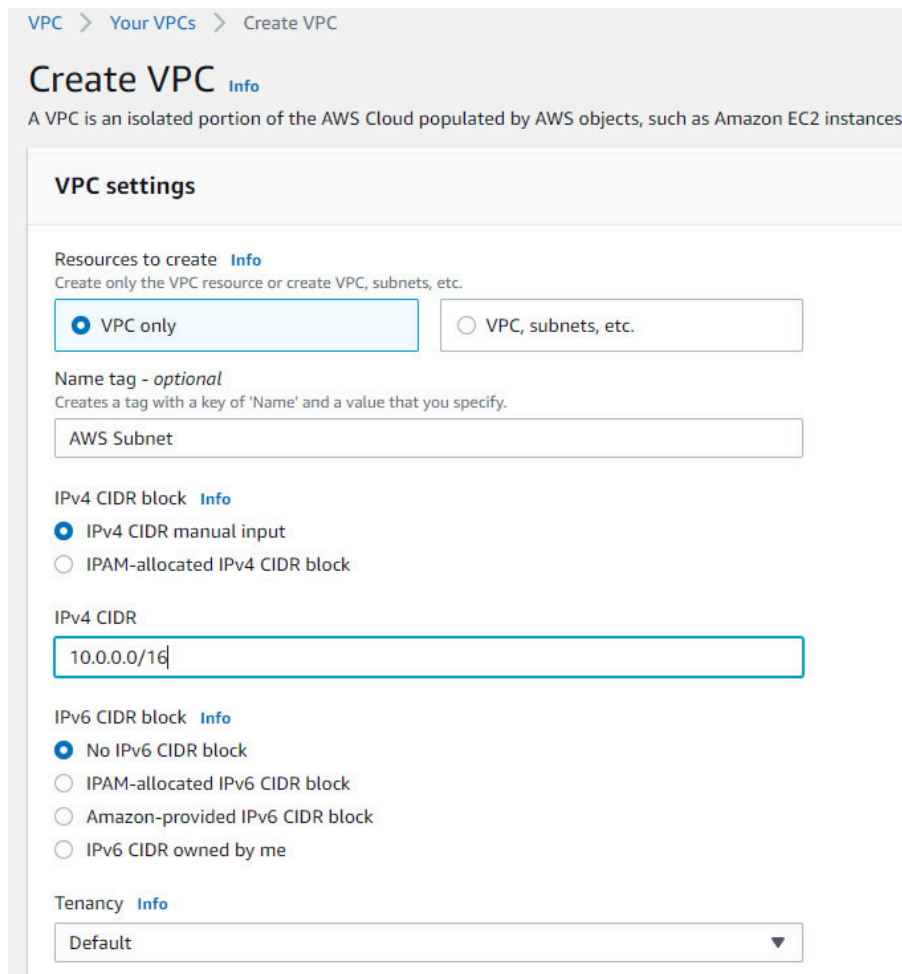 VPC > Your VPCs > Create VPC
Create VPC Info
A VPC is an isolated portion of the AWS Cloud populated by AWS objects, such as Amazon EC2 instances
VPC settings
Resources to create Info
Create only the VPC resource or create VPC, subnets, etc.
VPC only VPC, subnets, etc.
Name tag - optional
Creates a tag with a key of 'Name' and a value that you specify.
AWS Subnet
IPv4 CIDR block Info
IPv4 CIDR manual input
IPAM-allocated IPv4 CIDR block
IPv4 CIDR
10.0.0.0/16
IPv6 CIDR block Info
No IPv6 CIDR block
IPAM-allocated IPv6 CIDR block
Amazon-provided IPv6 CIDR block
IPv6 CIDR owned by me
Tenancy Info
Default